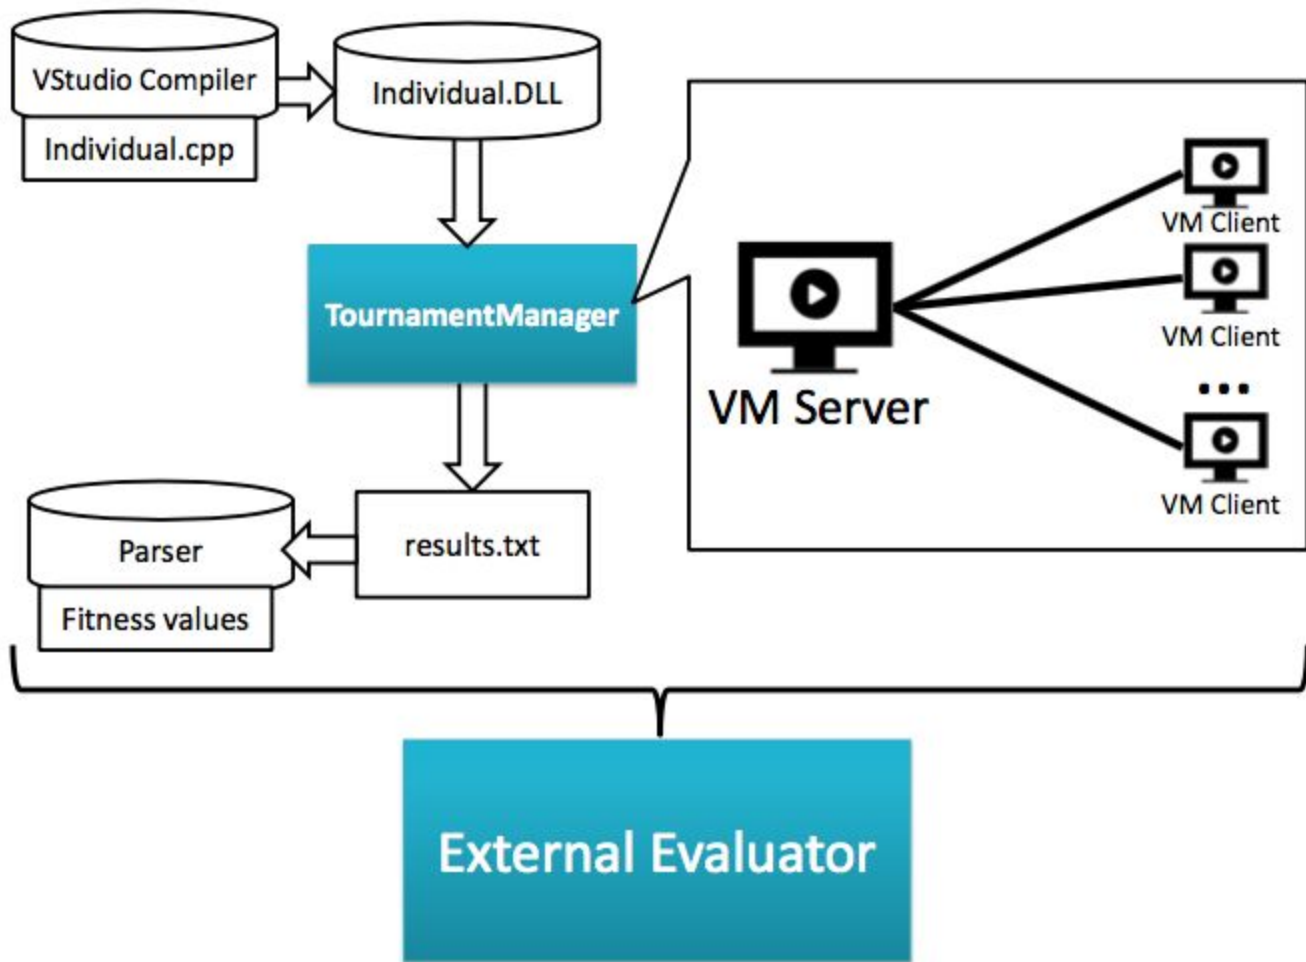 VStudio Compiler
Individual.cpp
Individual.DLL
TournamentManager
VM Server
VM Client
VM Client
...
VM Client
results.txt
Parser
Fitness values
External Evaluator